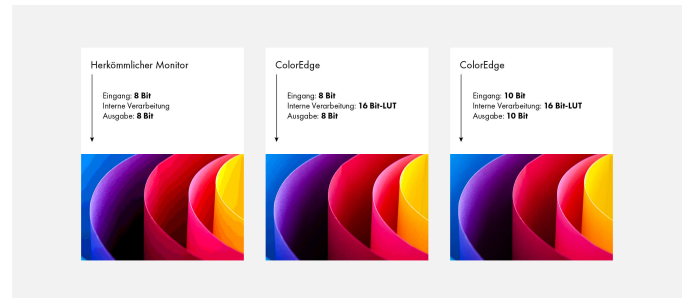 Herkömmlicher Monitor
Eingang: 8 Bit
Interne Verarbeitung
Ausgabe: 8 Bit
ColorEdge
Eingang: 8 Bit
Interne Verarbeitung: 16 Bit-LUT
Ausgabe: 8 Bit
ColorEdge
Eingang: 10 Bit
Interne Verarbeitung: 16 Bit-LUT
Ausgabe: 10 Bit